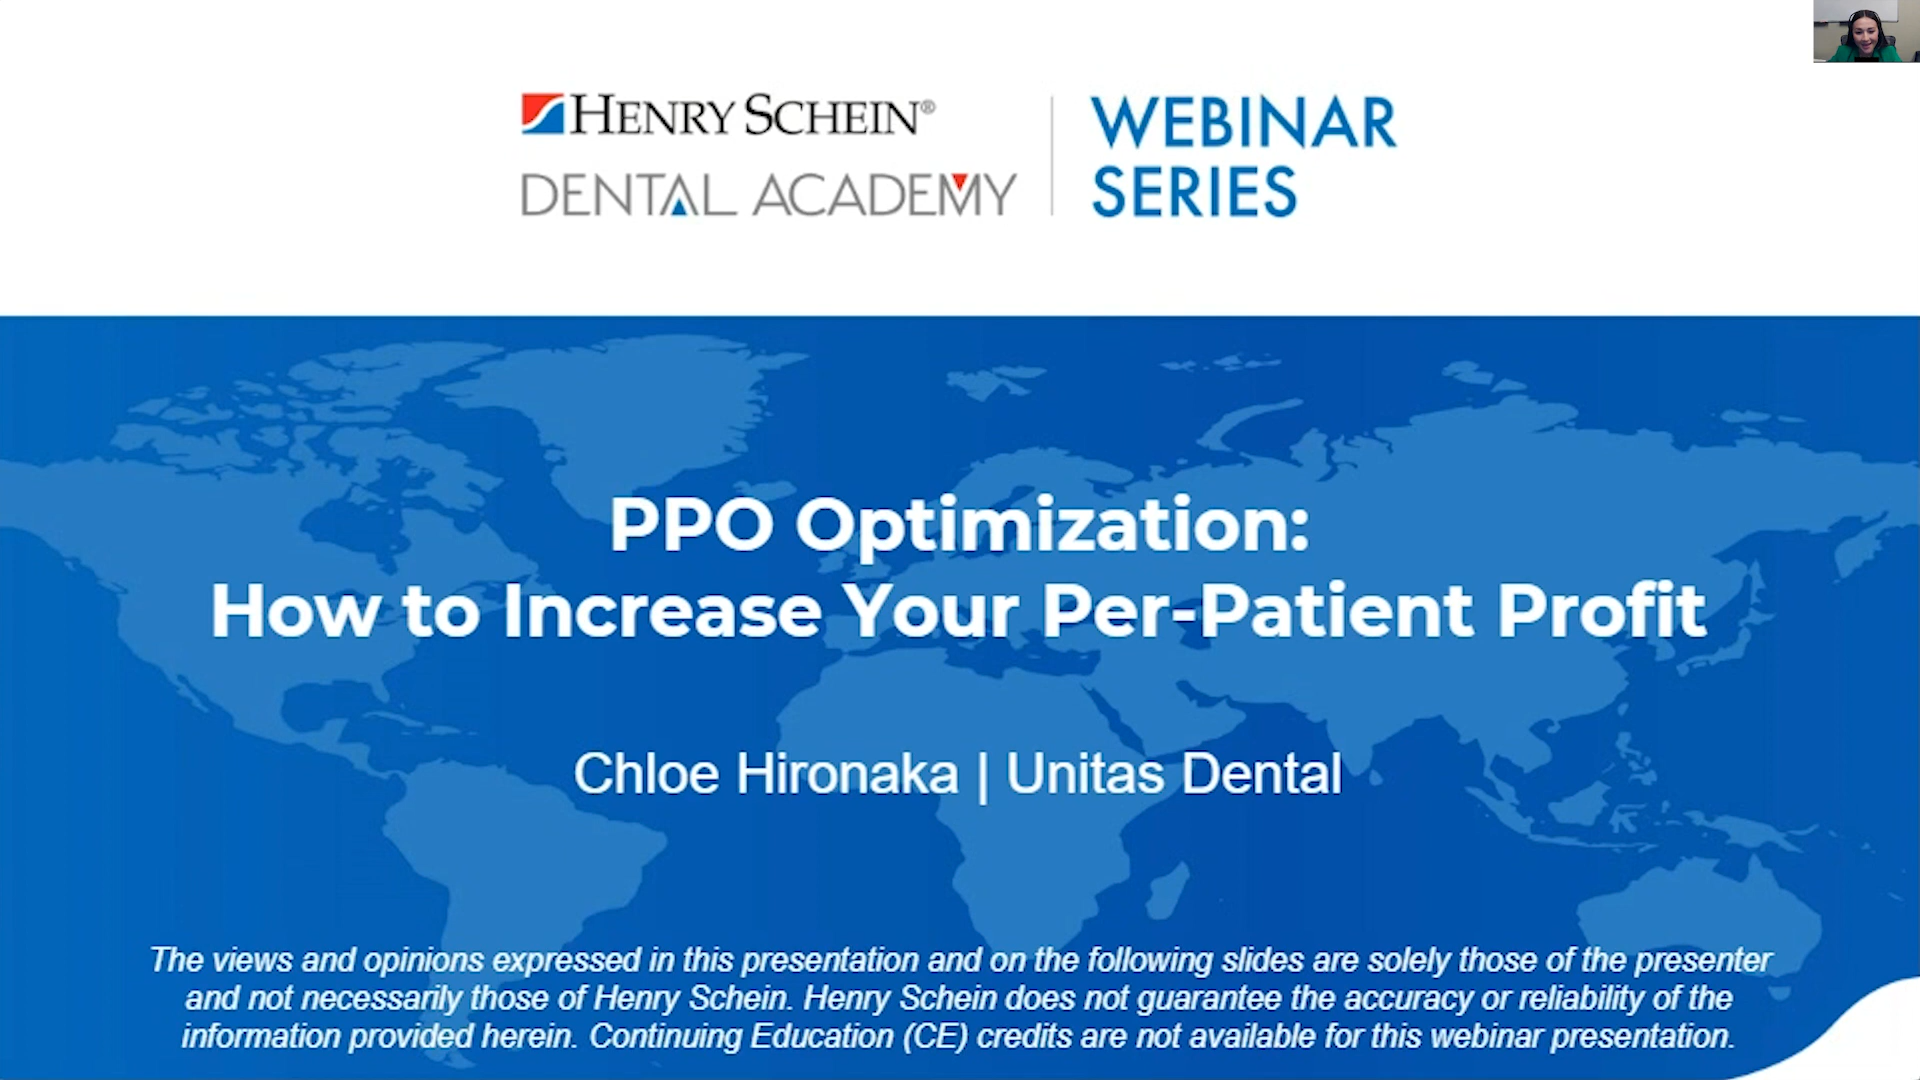 HENRY SCHEIN®
DENTAL ACADEMY
WEBINAR
SERIES
PPO Optimization:
How to Increase Your Per-Patient Profit
Chloe Hironaka | Unitas Dental
The views and opinions expressed in this presentation and on the following slides are solely those of the presenter
and not necessarily those of Henry Schein. Henry Schein does not guarantee the accuracy or reliability of the
information provided herein. Continuing Education (CE) credits are not available for this webinar presentation.